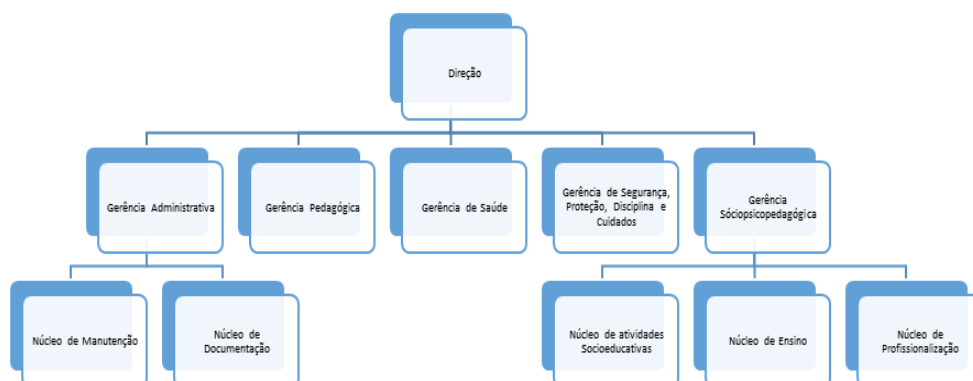 Direção
Gerência Administrativa
Gerência Pedagógica
Gerência de Saúde
Gerência de Segurança,
Proteção, Disciplina e
Cuidados
Gerência
Sóciopsicopedagógica
Núcleo de Manutenção
Núcleo de
Documentação
Núcleo de atividades
Socioeducativas
Núcleo de Ensino
Núcleo de
Profissionalização